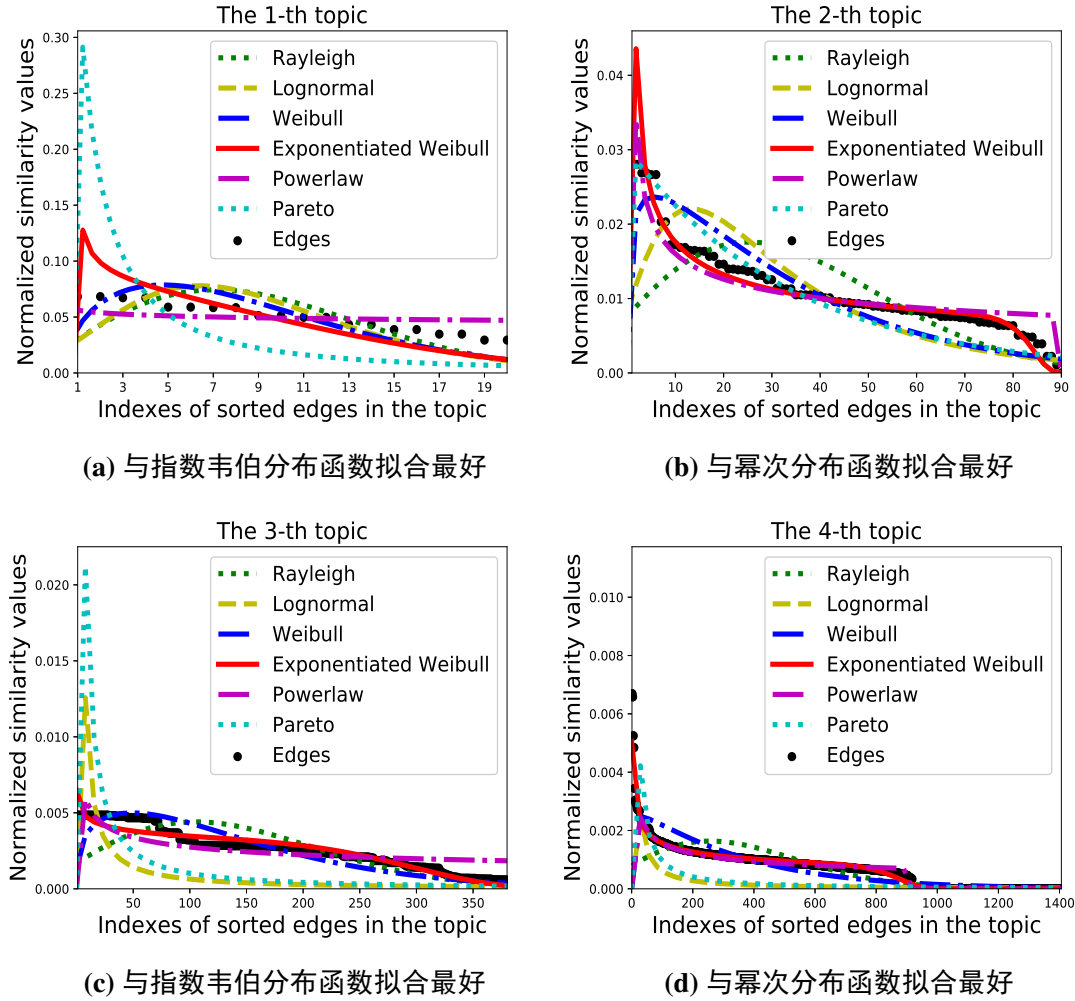 The 1-th topic
Normalized similarity values
0.30
0.25
0.20
0.15
0.10
0.05
0.00
Rayleigh
Lognormal
Weibull
Exponentiated Weibull
Powerlaw
Pareto
Edges
1 3 5 7 9 11 13 15 17 19
Indexes of sorted edges in the topic
(a) 与指数韦伯分布函数拟合最好
The 2-th topic
Normalized similarity values
0.04
0.03
0.02
0.01
0.00
Rayleigh
Lognormal
Weibull
Exponentiated Weibull
Powerlaw
Pareto
Edges
10 20 30 40 50 60 70 80 90
Indexes of sorted edges in the topic
(b) 与幂次分布函数拟合最好
The 3-th topic
Normalized similarity values
0.020
0.015
0.010
0.005
0.000
Rayleigh
Lognormal
Weibull
Exponentiated Weibull
Powerlaw
Pareto
Edges
50 100 150 200 250 300 350
Indexes of sorted edges in the topic
(c) 与指数韦伯分布函数拟合最好
The 4-th topic
Normalized similarity values
0.010
0.008
0.006
0.004
0.002
0.000
Rayleigh
Lognormal
Weibull
Exponentiated Weibull
Powerlaw
Pareto
Edges
0 200 400 600 800 1000 1200 1400
Indexes of sorted edges in the topic
(d) 与幂次分布函数拟合最好